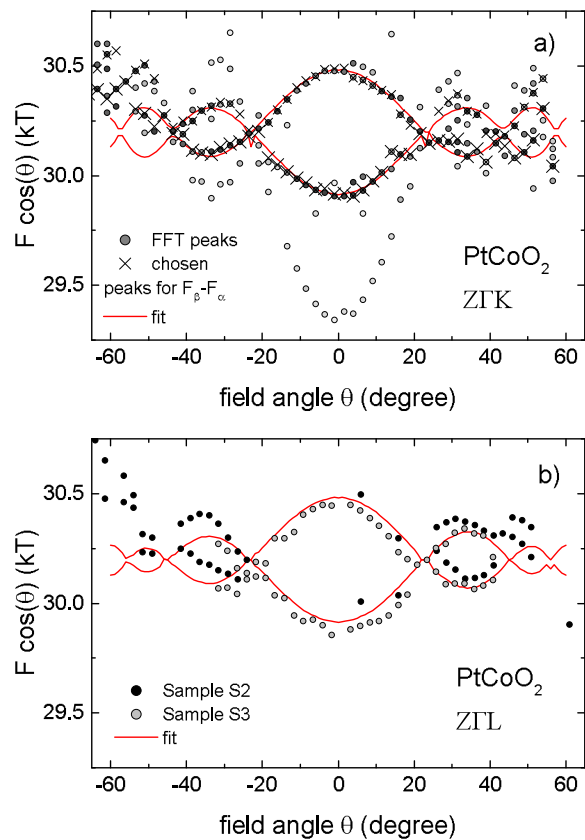 a)
30.5
30.0
29.5
F cos(θ) (kT)
FFT peaks
chosen
peaks for Fβ-Fα
fit
PtCoO2
ZΓK
-60 -40 -20 0 20 40 60
field angle θ (degree)
b)
30.5
30.0
29.5
F cos(θ) (kT)
Sample S2
Sample S3
fit
PtCoO2
ZΓL
-60 -40 -20 0 20 40 60
field angle θ (degree)